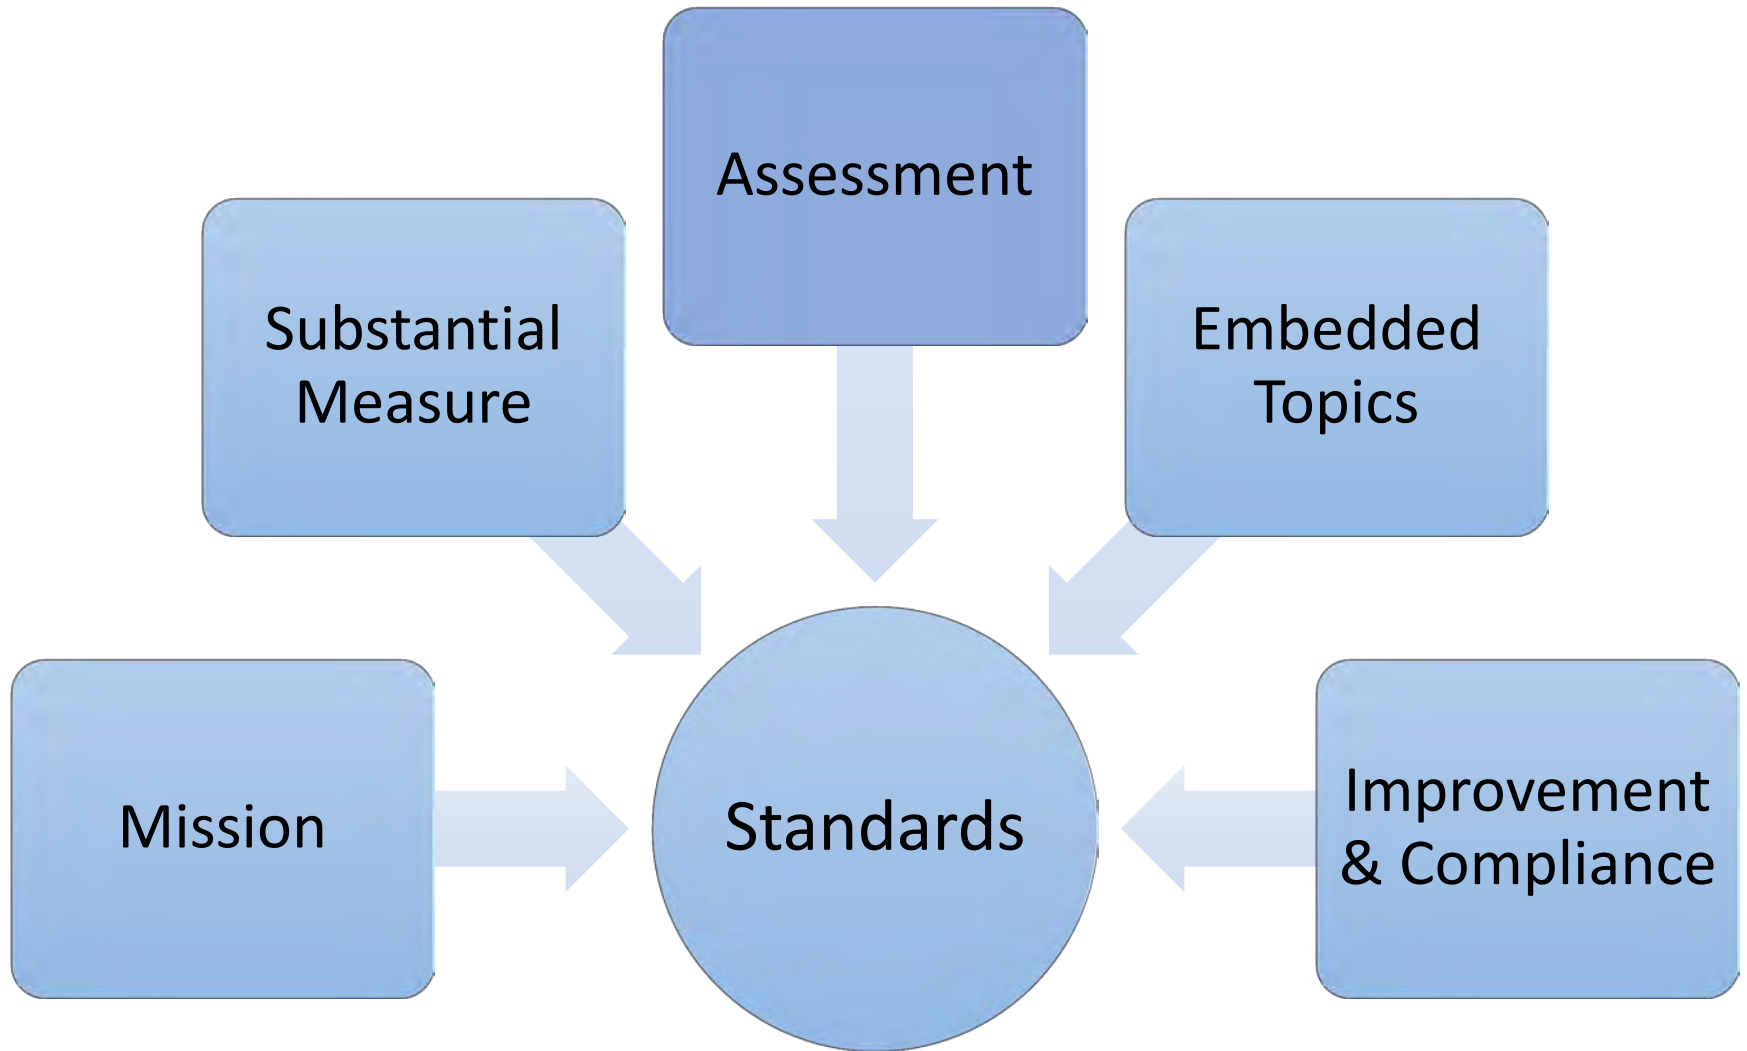 Assessment
Substantial
Measure
Embedded
Topics
Mission
Standards
Improvement
& Compliance